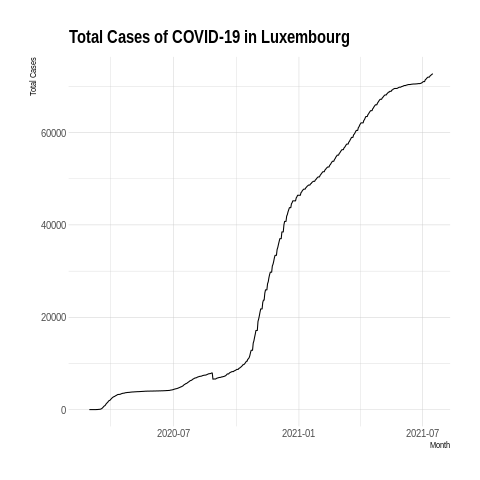 Total Cases of COVID-19 in Luxembourg
Total Cases
60000
40000
20000
0
2020-07
2021-01
2021-07
Month